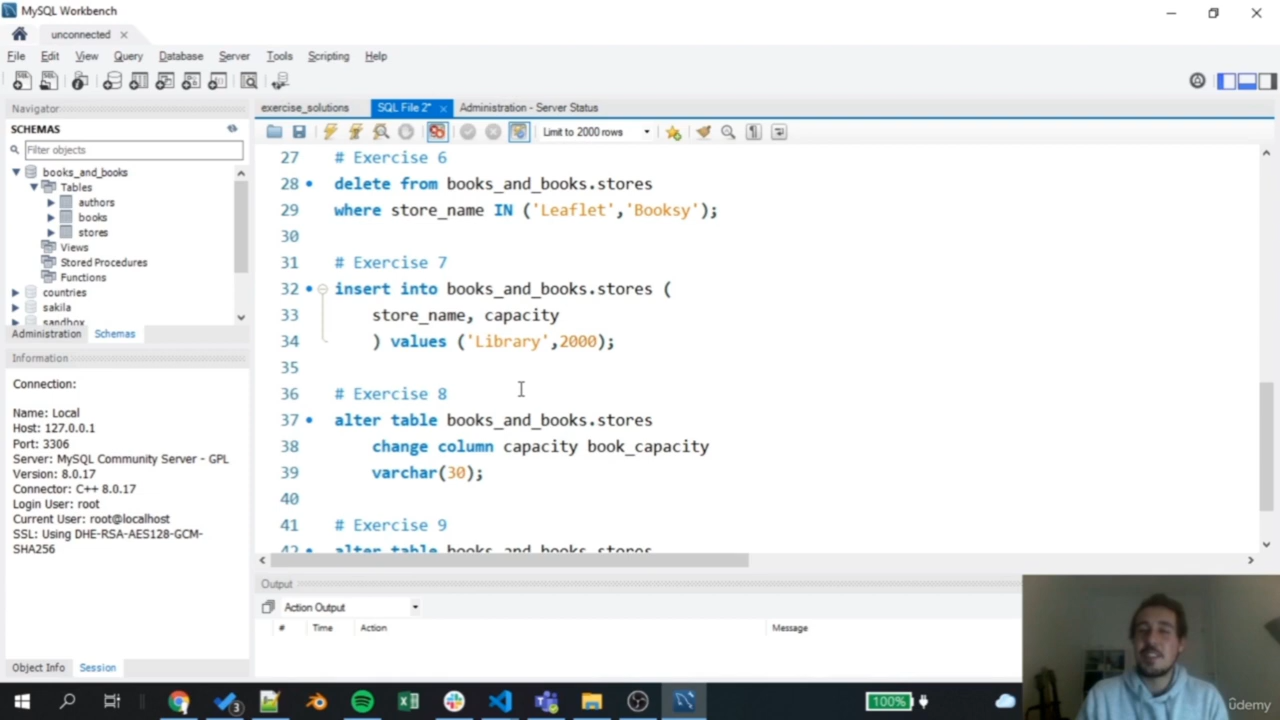 MySQL Workbench
unconnected
File Edit View Query Database Server Tools Scripting Help
Navigator
SCHEMAS
Filter objects
books_and_books
Tables
authors
books
stores
Views
Stored Procedures
Functions
countries
sakila
sandbox
Administration Schemas
Information
Connection:
Name: Local
Host: 127.0.0.1
Port: 3306
Server: MySQL Community Server - GPL
Version: 8.0.17
Connector: C++ 8.0.17
Login User: root
Current User: root@localhost
SSL: Using DHE-RSA-AES128-GCM-
SHA256
Object Info Session
exercise_solutions SQL File 2* Administration - Server Status
Limit to 2000 rows
27 # Exercise 6
28 delete from books_and_books.stores
29 where store_name IN ('Leaflet','Booksy');
30
31 # Exercise 7
32 insert into books_and_books.stores (
33 store_name, capacity
34 ) values ('Library',2000);
35
36 # Exercise 8
37 alter table books_and_books.stores
38 change column capacity book_capacity
39 varchar(30);
40
41 # Exercise 9
42 alter table books_and_books.stores
Output
Action Output
# Time Action Message
3
100%
ûdemy